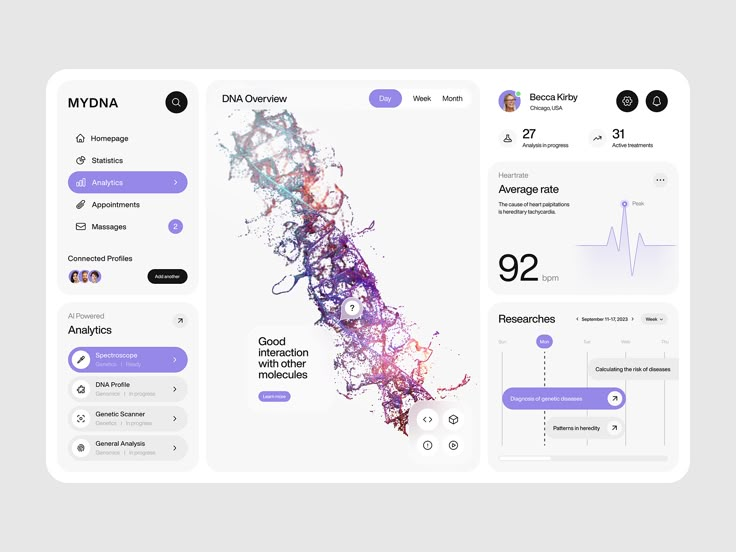 MYDNA
Homepage
Statistics
Analytics
Appointments
Massages
2
Connected Profiles
Add another
AI Powered
Analytics
Spectroscope
Genetics | Ready
DNA Profile
Genomics | In progress
Genetic Scanner
Genetics | In progress
General Analysis
Genomics | In progress
DNA Overview
Day
Week
Month
?
Good
interaction
with other
molecules
Learn more
Becca Kirby
Chicago, USA
27
Analysis in progress
31
Active treatments
Heartrate
Average rate
The cause of heart palpitations
is hereditary tachycardia.
Peak
92 bpm
Researches
September 11-17, 2023
Week
Sun
Mon
Tue
Wed
Thu
Calculating the risk of diseases
Diagnosis of genetic diseases
Patterns in heredity